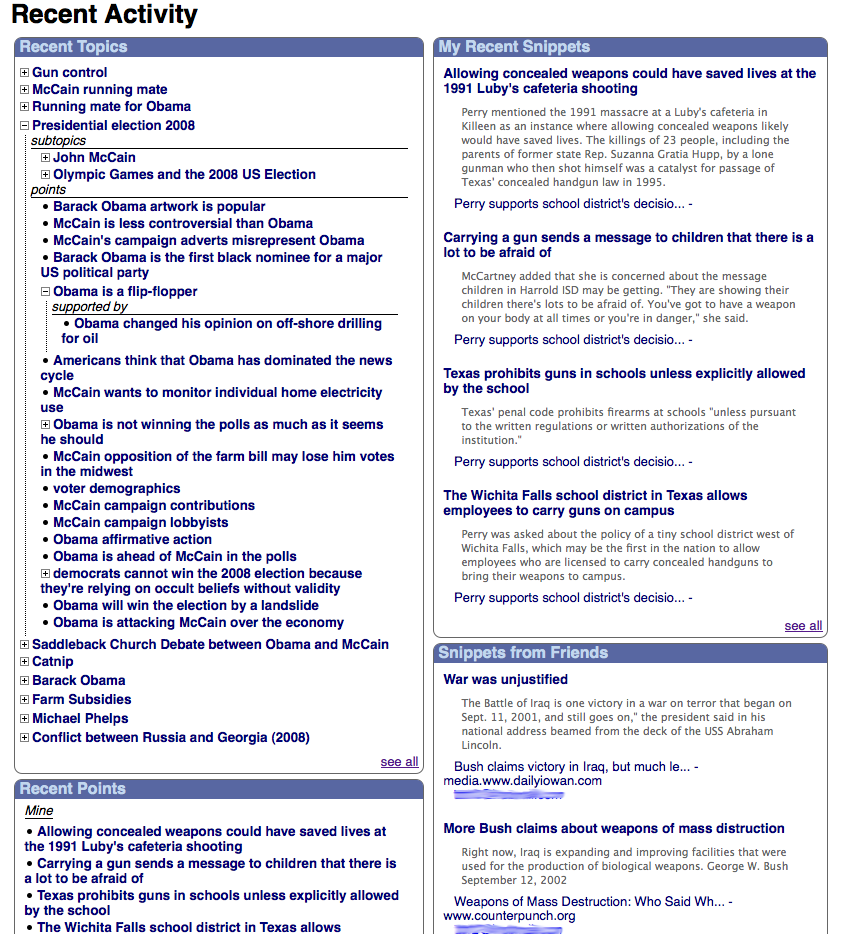 Recent Activity
Recent Topics
Gun control
McCain running mate
Running mate for Obama
Presidential election 2008
subtopics
John McCain
Olympic Games and the 2008 US Election
points
Barack Obama artwork is popular
McCain is less controversial than Obama
McCain's campaign adverts misrepresent Obama
Barack Obama is the first black nominee for a major
US political party
Obama is a flip-flopper
supported by
Obama changed his opinion on off-shore drilling
for oil
Americans think that Obama has dominated the news
cycle
McCain wants to monitor individual home electricity
use
Obama is not winning the polls as much as it seems
he should
McCain opposition of the farm bill may lose him votes
in the midwest
voter demographics
McCain campaign contributions
McCain campaign lobbyists
Obama affirmative action
Obama is ahead of McCain in the polls
democrats cannot win the 2008 election because
they're relying on occult beliefs without validity
Obama will win the election by a landslide
Obama is attacking McCain over the economy
Saddleback Church Debate between Obama and McCain
Catnip
Barack Obama
Farm Subsidies
Michael Phelps
Conflict between Russia and Georgia (2008)
see all
Recent Points
Mine
Allowing concealed weapons could have saved lives at
the 1991 Luby's cafeteria shooting
Carrying a gun sends a message to children that there is
a lot to be afraid of
Texas prohibits guns in schools unless explicitly allowed
by the school
The Wichita Falls school district in Texas allows
My Recent Snippets
Allowing concealed weapons could have saved lives at the
1991 Luby's cafeteria shooting
Perry mentioned the 1991 massacre at a Luby's cafeteria in
Killeen as an instance where allowing concealed weapons likely
would have saved lives. The killings of 23 people, including the
parents of former state Rep. Suzanna Gratia Hupp, by a lone
gunman who then shot himself was a catalyst for passage of
Texas' concealed handgun law in 1995.
Perry supports school district's decisio... -
Carrying a gun sends a message to children that there is a
lot to be afraid of
McCartney added that she is concerned about the message
children in Harrold ISD may be getting. "They are showing their
children there's lots to be afraid of. You've got to have a weapon
on your body at all times or you're in danger," she said.
Perry supports school district's decisio... -
Texas prohibits guns in schools unless explicitly allowed
by the school
Texas' penal code prohibits firearms at schools "unless pursuant
to the written regulations or written authorizations of the
institution."
Perry supports school district's decisio... -
The Wichita Falls school district in Texas allows
employees to carry guns on campus
Perry was asked about the policy of a tiny school district west of
Wichita Falls, which may be the first in the nation to allow
employees who are licensed to carry concealed handguns to
bring their weapons to campus.
Perry supports school district's decisio... -
see all
Snippets from Friends
War was unjustified
The Battle of Iraq is one victory in a war on terror that began on
Sept. 11, 2001, and still goes on," the president said in his
national address beamed from the deck of the USS Abraham
Lincoln.
Bush claims victory in Iraq, but much le... -
media.www.dailyiowan.com
More Bush claims about weapons of mass distruction
Right now, Iraq is expanding and improving facilities that were
used for the production of biological weapons. George W. Bush
September 12, 2002
Weapons of Mass Destruction: Who Said Wh... -
www.counterpunch.org